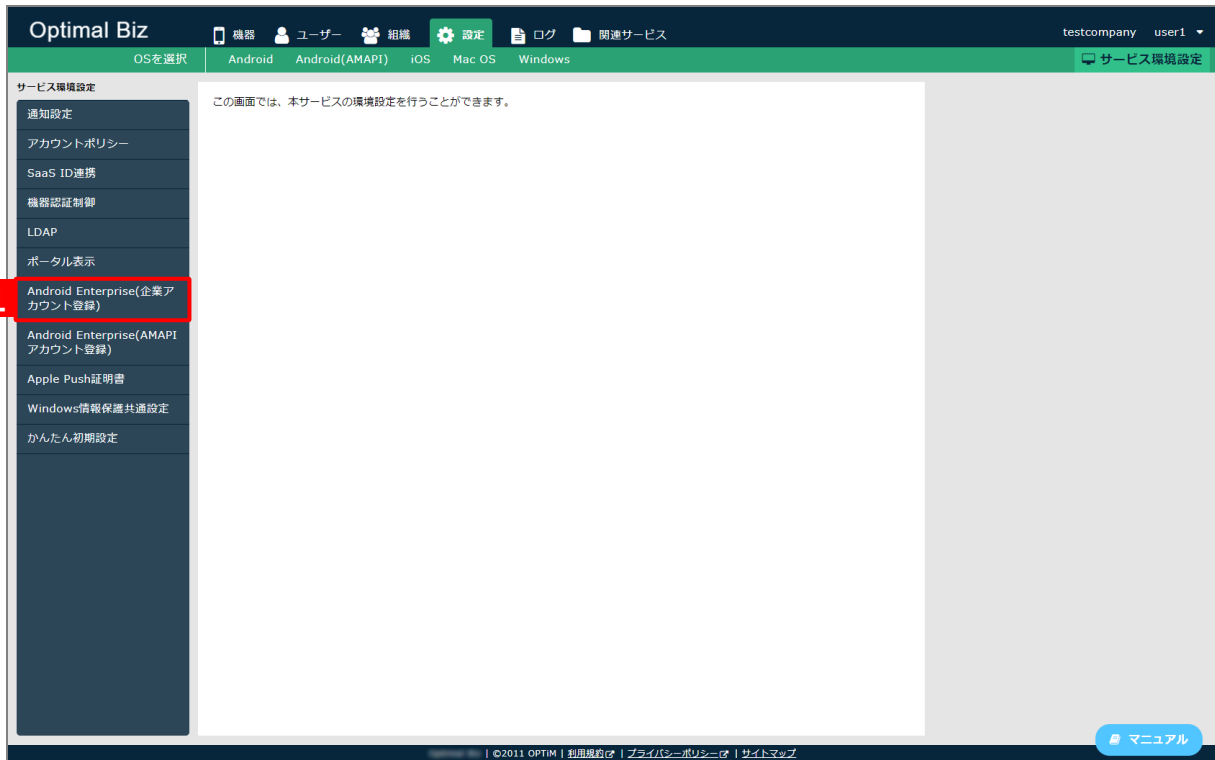 Optimal Biz
機器 ユーザー 組織 設定 ログ 関連サービス
testcompany user1
OSを選択 Android Android(AMAPI) iOS Mac OS Windows サービス環境設定
サービス環境設定
この画面では、本サービスの環境設定を行うことができます。
通知設定
アカウントポリシー
SaaS ID連携
機器認証制御
LDAP
ポータル表示
Android Enterprise(企業ア
カウント登録)
Android Enterprise(AMAPI
アカウント登録)
Apple Push証明書
Windows情報保護共通設定
かんたん初期設定
マニュアル
| ©2011 OPTiM | 利用規約 | プライバシーポリシー | サイトマップ